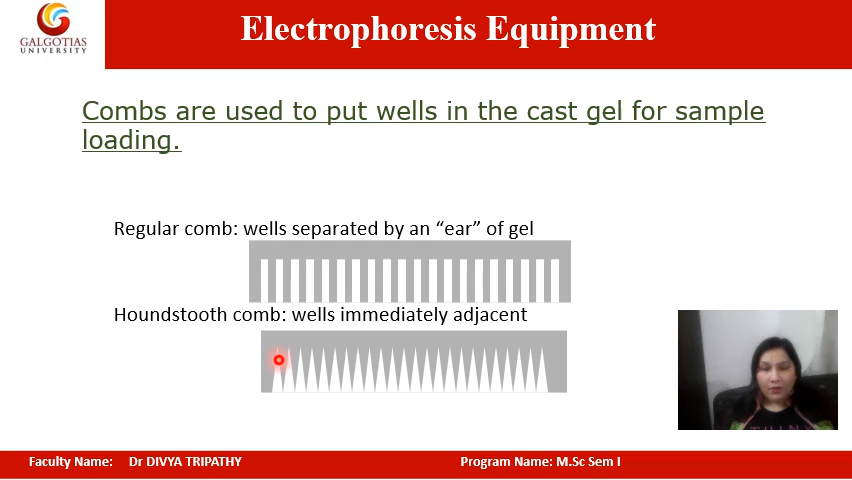 GALGOTIAS
UNIVERSITY
Electrophoresis Equipment
Combs are used to put wells in the cast gel for sample
loading.
Regular comb: wells separated by an “ear” of gel
Houndstooth comb: wells immediately adjacent
Faculty Name: Dr DIVYA TRIPATHY
Program Name: M.Sc Sem I